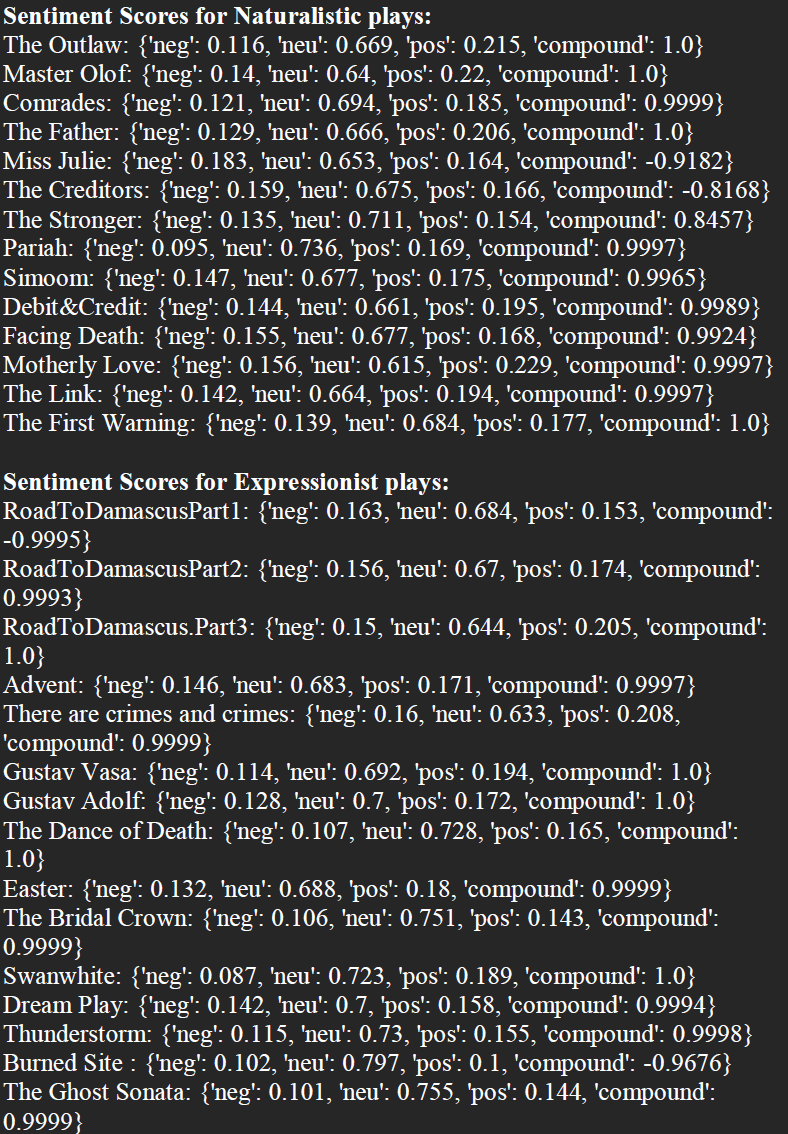 Sentiment Scores for Naturalistic plays:
The Outlaw: {'neg': 0.116, 'neu': 0.669, 'pos': 0.215, 'compound': 1.0}
Master Olof: {'neg': 0.14, 'neu': 0.64, 'pos': 0.22, 'compound': 1.0}
Comrades: {'neg': 0.121, 'neu': 0.694, 'pos': 0.185, 'compound': 0.9999}
The Father: {'neg': 0.129, 'neu': 0.666, 'pos': 0.206, 'compound': 1.0}
Miss Julie: {'neg': 0.183, 'neu': 0.653, 'pos': 0.164, 'compound': -0.9182}
The Creditors: {'neg': 0.159, 'neu': 0.675, 'pos': 0.166, 'compound': -0.8168}
The Stronger: {'neg': 0.135, 'neu': 0.711, 'pos': 0.154, 'compound': 0.8457}
Pariah: {'neg': 0.095, 'neu': 0.736, 'pos': 0.169, 'compound': 0.9997}
Simoom: {'neg': 0.147, 'neu': 0.677, 'pos': 0.175, 'compound': 0.9965}
Debit&Credit: {'neg': 0.144, 'neu': 0.661, 'pos': 0.195, 'compound': 0.9989}
Facing Death: {'neg': 0.155, 'neu': 0.677, 'pos': 0.168, 'compound': 0.9924}
Motherly Love: {'neg': 0.156, 'neu': 0.615, 'pos': 0.229, 'compound': 0.9997}
The Link: {'neg': 0.142, 'neu': 0.664, 'pos': 0.194, 'compound': 0.9997}
The First Warning: {'neg': 0.139, 'neu': 0.684, 'pos': 0.177, 'compound': 1.0}
Sentiment Scores for Expressionist plays:
RoadToDamascusPart1: {'neg': 0.163, 'neu': 0.684, 'pos': 0.153, 'compound':
-0.9995}
RoadToDamascusPart2: {'neg': 0.156, 'neu': 0.67, 'pos': 0.174, 'compound':
0.9993}
RoadToDamascus.Part3: {'neg': 0.15, 'neu': 0.644, 'pos': 0.205, 'compound':
1.0}
Advent: {'neg': 0.146, 'neu': 0.683, 'pos': 0.171, 'compound': 0.9997}
There are crimes and crimes: {'neg': 0.16, 'neu': 0.633, 'pos': 0.208,
'compound': 0.9999}
Gustav Vasa: {'neg': 0.114, 'neu': 0.692, 'pos': 0.194, 'compound': 1.0}
Gustav Adolf: {'neg': 0.128, 'neu': 0.7, 'pos': 0.172, 'compound': 1.0}
The Dance of Death: {'neg': 0.107, 'neu': 0.728, 'pos': 0.165, 'compound':
1.0}
Easter: {'neg': 0.132, 'neu': 0.688, 'pos': 0.18, 'compound': 0.9999}
The Bridal Crown: {'neg': 0.106, 'neu': 0.751, 'pos': 0.143, 'compound':
0.9999}
Swanwhite: {'neg': 0.087, 'neu': 0.723, 'pos': 0.189, 'compound': 1.0}
Dream Play: {'neg': 0.142, 'neu': 0.7, 'pos': 0.158, 'compound': 0.9994}
Thunderstorm: {'neg': 0.115, 'neu': 0.73, 'pos': 0.155, 'compound': 0.9998}
Burned Site : {'neg': 0.102, 'neu': 0.797, 'pos': 0.1, 'compound': -0.9676}
The Ghost Sonata: {'neg': 0.101, 'neu': 0.755, 'pos': 0.144, 'compound':
0.9999}